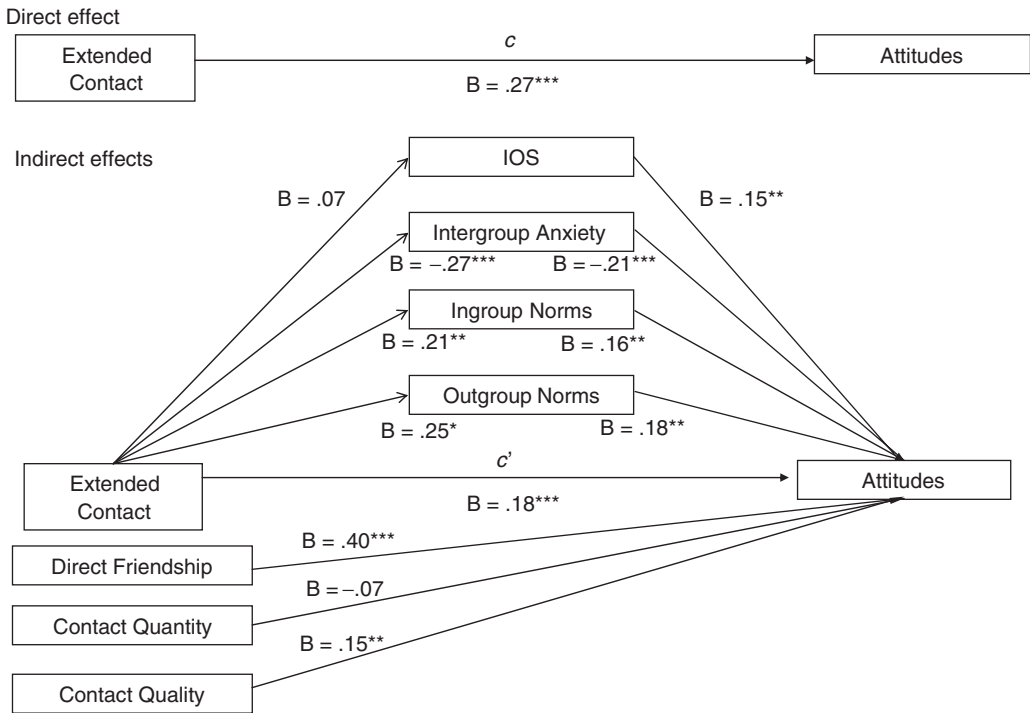 Direct effect
Extended
Contact
c
B = .27***
Attitudes
Indirect effects
IOS
B = .07
B = .15**
Intergroup Anxiety
B = –.27***
B = –.21***
Ingroup Norms
B = .21**
B = .16**
Outgroup Norms
B = .25*
B = .18**
Extended
Contact
c'
B = .18***
Attitudes
B = .40***
Direct Friendship
B = –.07
Contact Quantity
B = .15**
Contact Quality